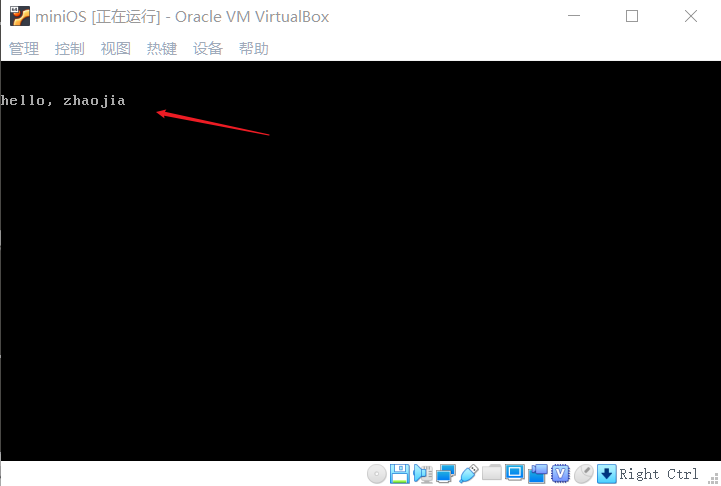 miniOS [正在运行] - Oracle VM VirtualBox
管理 控制 视图 热键 设备 帮助
hello, zhaojia
Right Ctrl